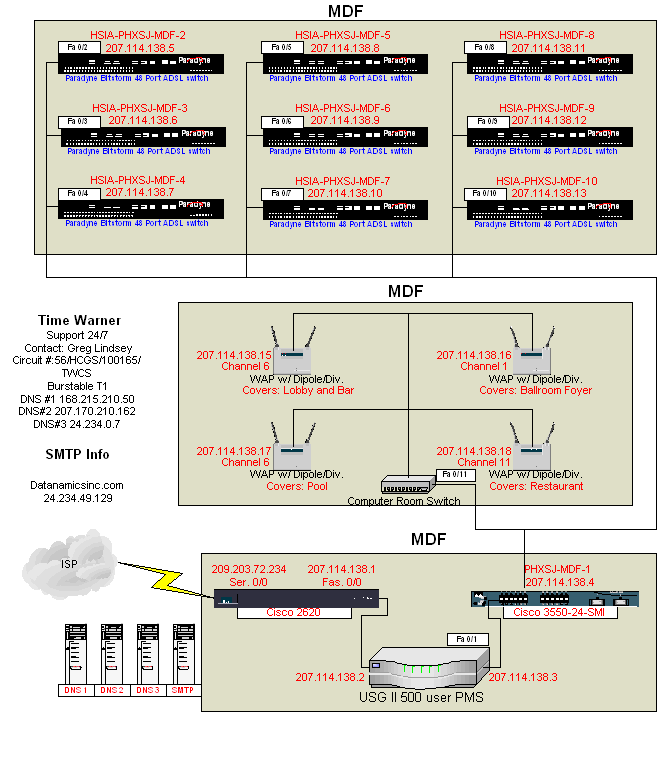 MDF
HSIA-PHXSJ-MDF-2
207.114.138.5
Fa 0/2
Paradyne
Paradyne Bitstorm 48 Port ADSL switch
HSIA-PHXSJ-MDF-5
207.114.138.8
Fa 0/5
Paradyne
Paradyne Bitstorm 48 Port ADSL switch
HSIA-PHXSJ-MDF-8
207.114.138.11
Fa 0/8
Paradyne
Paradyne Bitstorm 48 Port ADSL switch
HSIA-PHXSJ-MDF-3
207.114.138.6
Fa 0/3
Paradyne
Paradyne Bitstorm 48 Port ADSL switch
HSIA-PHXSJ-MDF-6
207.114.138.9
Fa 0/6
Paradyne
Paradyne Bitstorm 48 Port ADSL switch
HSIA-PHXSJ-MDF-9
207.114.138.12
Fa 0/9
Paradyne
Paradyne Bitstorm 48 Port ADSL switch
HSIA-PHXSJ-MDF-4
207.114.138.7
Fa 0/4
Paradyne
Paradyne Bitstorm 48 Port ADSL switch
HSIA-PHXSJ-MDF-7
207.114.138.10
Fa 0/7
Paradyne
Paradyne Bitstorm 48 Port ADSL switch
HSIA-PHXSJ-MDF-10
207.114.138.13
Fa 0/10
Paradyne
Paradyne Bitstorm 48 Port ADSL switch
Time Warner
Support 24/7
Contact: Greg Lindsey
Circuit #:56/HCGS/100165/
TWCS
Burstable T1
DNS #1 168.215.210.50
DNS#2 207.170.210.162
DNS#3 24.234.0.7
SMTP Info
Datanamicsinc.com
24.234.49.129
MDF
207.114.138.15
Channel 6
WAP w/ Dipole/Div.
Covers: Lobby and Bar
207.114.138.16
Channel 1
WAP w/ Dipole/Div.
Covers: Ballroom Foyer
207.114.138.17
Channel 6
WAP w/ Dipole/Div.
Covers: Pool
207.114.138.18
Channel 11
WAP w/ Dipole/Div.
Covers: Restaurant
Fa 0/11
Computer Room Switch
MDF
ISP
209.203.72.234
Ser. 0/0
207.114.138.1
Fas. 0/0
Cisco 2620
PHXSJ-MDF-1
207.114.138.4
Cisco 3550-24-SMI
Fa 0/1
207.114.138.2
207.114.138.3
USG II 500 user PMS
DNS 1
DNS 2
DNS 3
SMTP